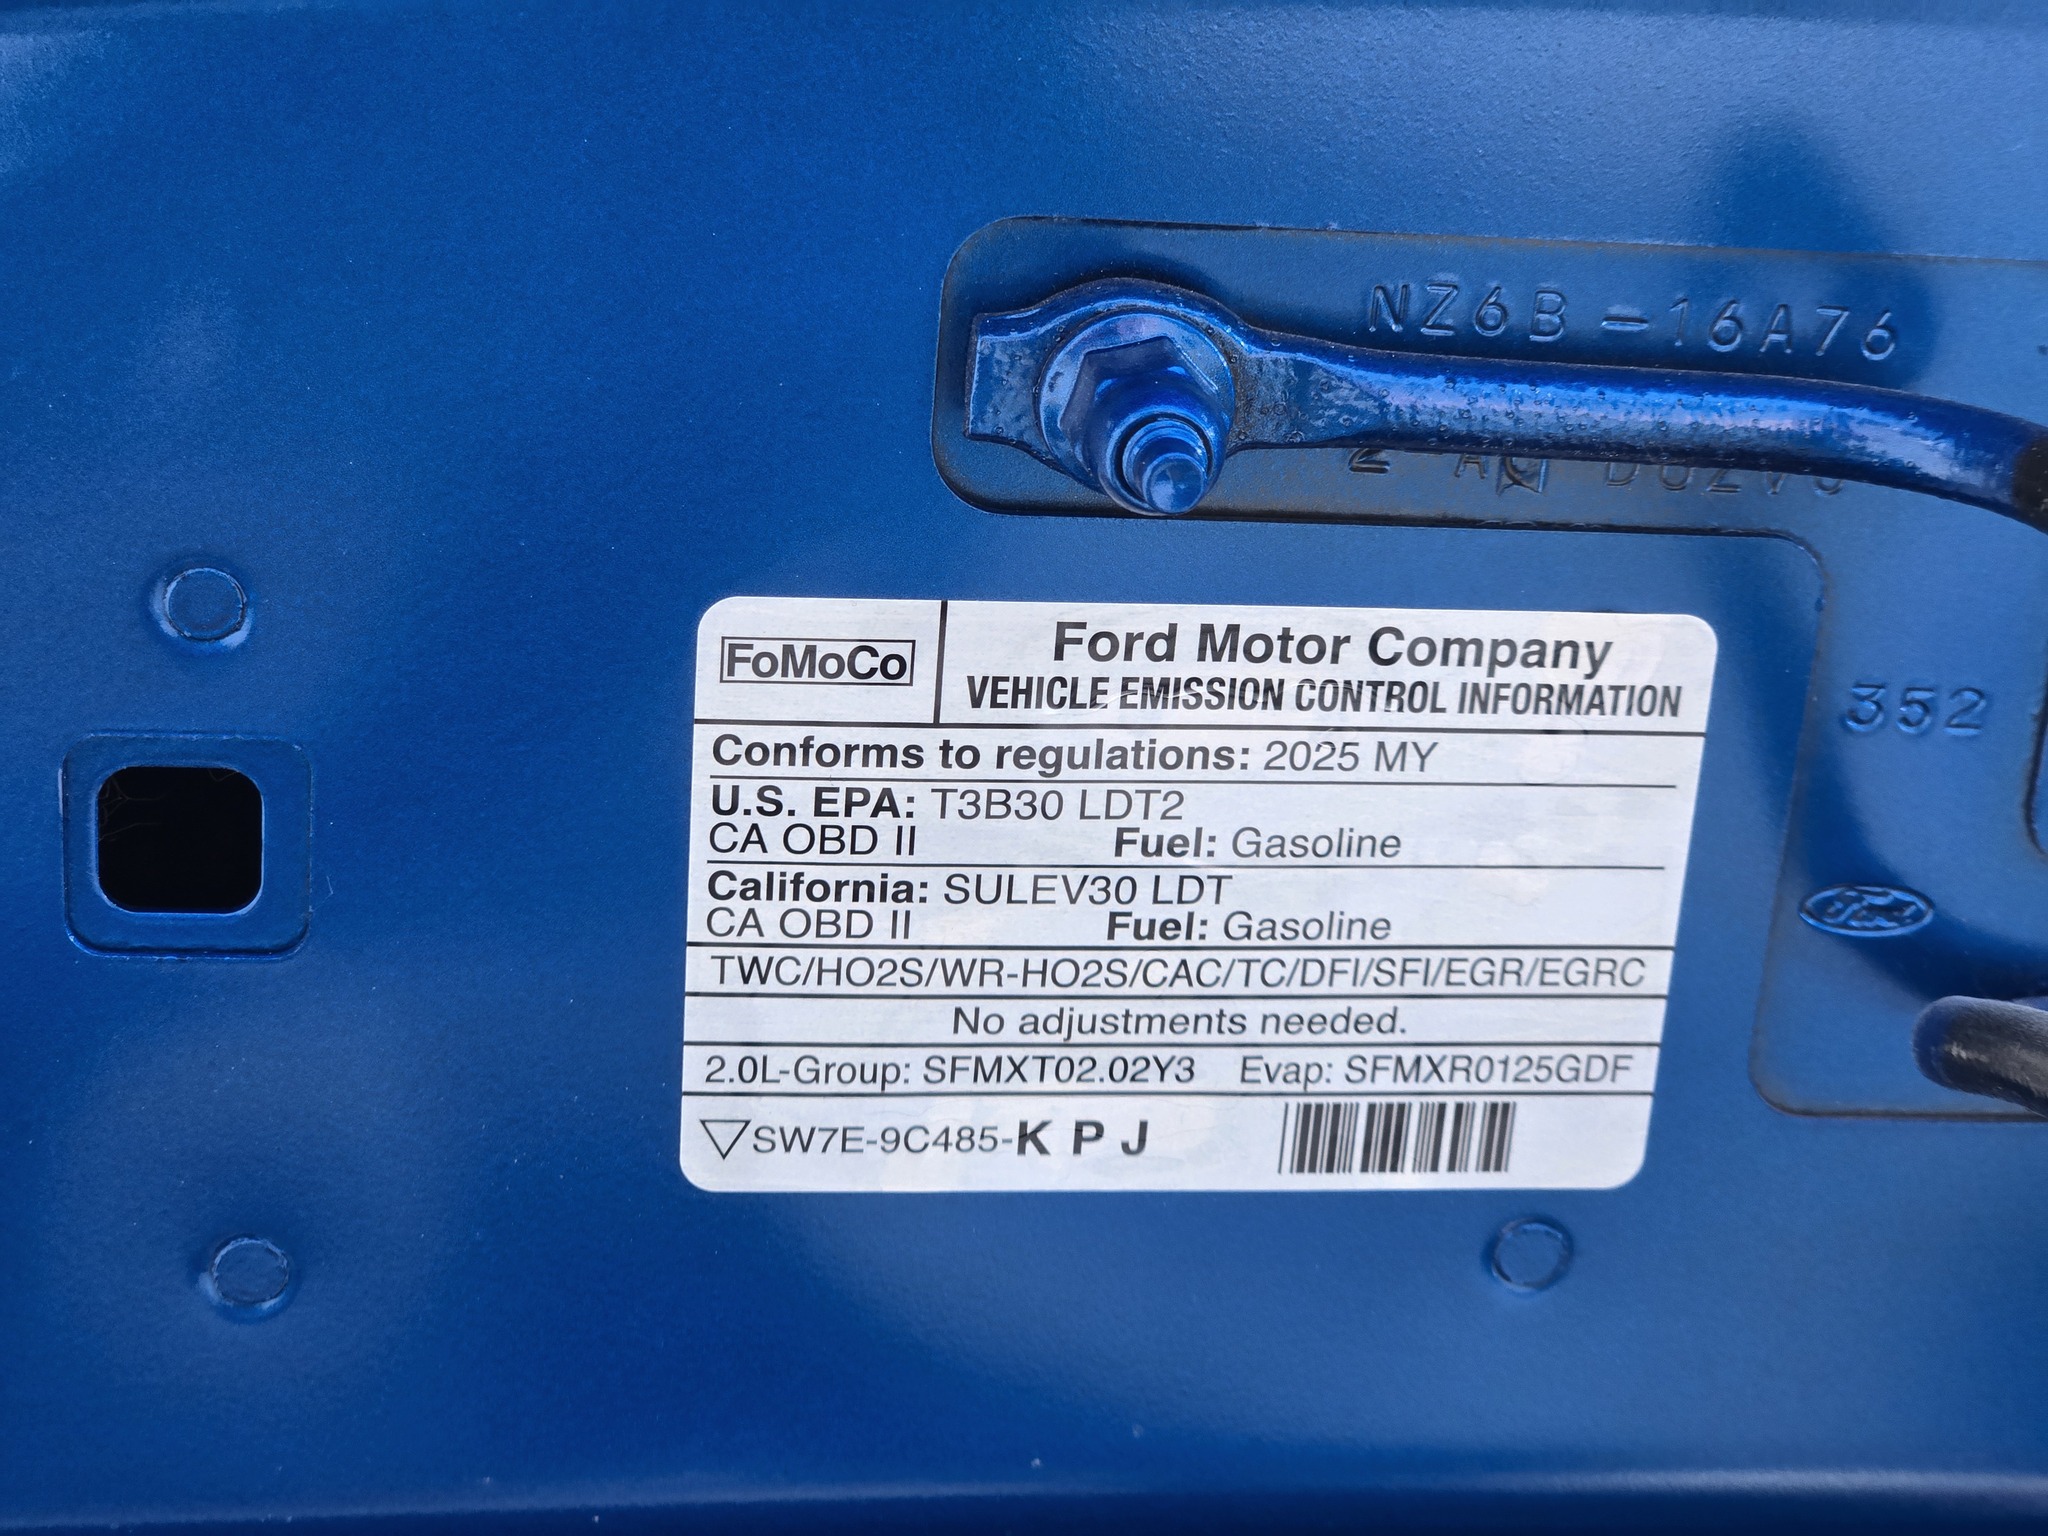 NZ6B-16A76
FoMoCo
Ford Motor Company
VEHICLE EMISSION CONTROL INFORMATION
Conforms to regulations: 2025 MY
U.S. EPA: T3B30 LDT2
CA OBD II Fuel: Gasoline
California: SULEV30 LDT
CA OBD II Fuel: Gasoline
TWC/HO2S/WR-HO2S/CAC/TC/DFI/SFI/EGR/EGRC
No adjustments needed.
2.0L-Group: SFMXT02.02Y3 Evap: SFMXR0125GDF
SW7E-9C485-K P J
352
Ford